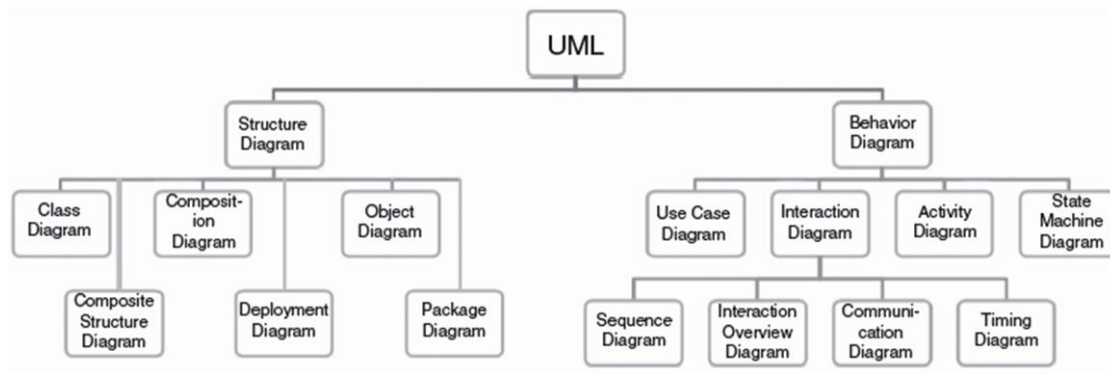 UML
Structure
Diagram
Behavior
Diagram
Class
Diagram
Composit-
ion
Diagram
Object
Diagram
Use Case
Diagram
Interaction
Diagram
Activity
Diagram
State
Machine
Diagram
Composite
Structure
Diagram
Deployment
Diagram
Package
Diagram
Sequence
Diagram
Interaction
Overview
Diagram
Communi-
cation
Diagram
Timing
Diagram